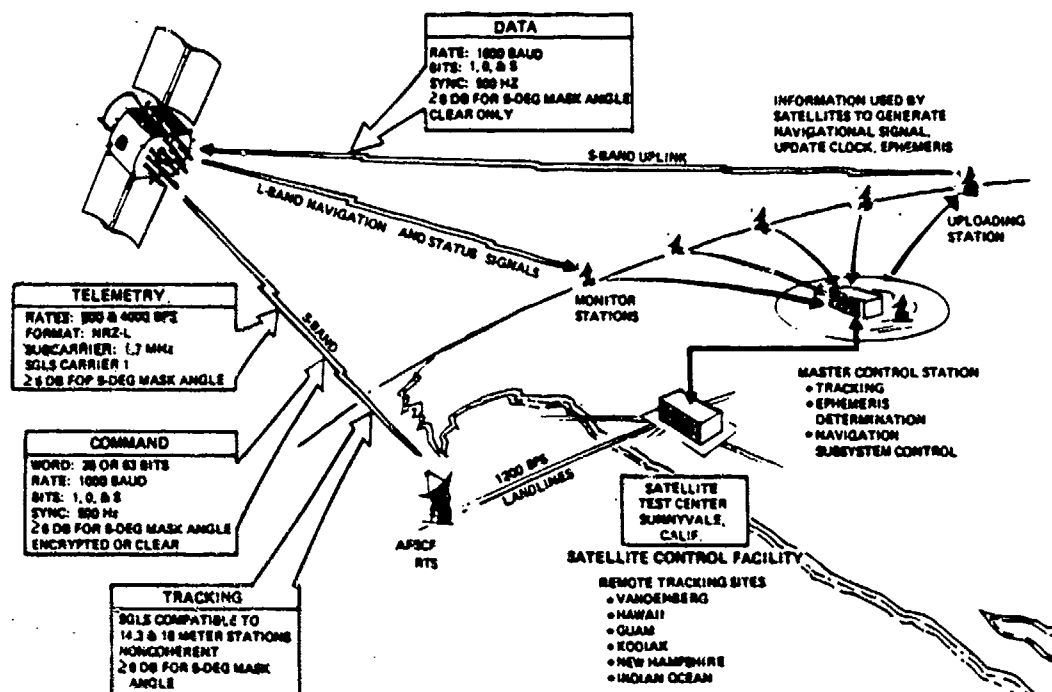 DATA
RATE: 1000 BAUD
BITS: 1, 0, & S
SYNC: 500 HZ
≥ 6 DB FOR 5-DEG MASK ANGLE
CLEAR ONLY
INFORMATION USED BY
SATELLITES TO GENERATE
NAVIGATIONAL SIGNAL,
UPDATE CLOCK, EPHEMERIS
S-BAND UPLINK
L-BAND NAVIGATION AND STATUS SIGNALS
UPLOADING
STATION
MONITOR
STATIONS
TELEMETRY
RATES: 500 & 4000 BPS
FORMAT: NRZ-L
SUBCARRIER: 1.7 MHz
SGLS CARRIER 1
≥ 6 DB FOR 5-DEG MASK ANGLE
S-BAND
MASTER CONTROL STATION
• TRACKING
• EPHEMERIS
DETERMINATION
• NAVIGATION
SUBSYSTEM CONTROL
COMMAND
WORD: OR 63 BITS
RATE: 1000 BAUD
BITS: 1, 0, & S
SYNC: 500 Hz
≥ 6 DB FOR 5-DEG MASK ANGLE
ENCRYPTED OR CLEAR
1200 BPS
LANDLINES
AFSCF
RTS
SATELLITE
TEST CENTER
SUNNYVALE,
CALIF.
SATELLITE CONTROL FACILITY
REMOTE TRACKING SITES
• VANDENBERG
• HAWAII
• GUAM
• KODIAK
• NEW HAMPSHIRE
• INDIAN OCEAN
TRACKING
SGLS COMPATIBLE TO
14.3 & 18 METER STATIONS
NONCOHERENT
≥ 6 DB FOR 5-DEG MASK
ANGLE